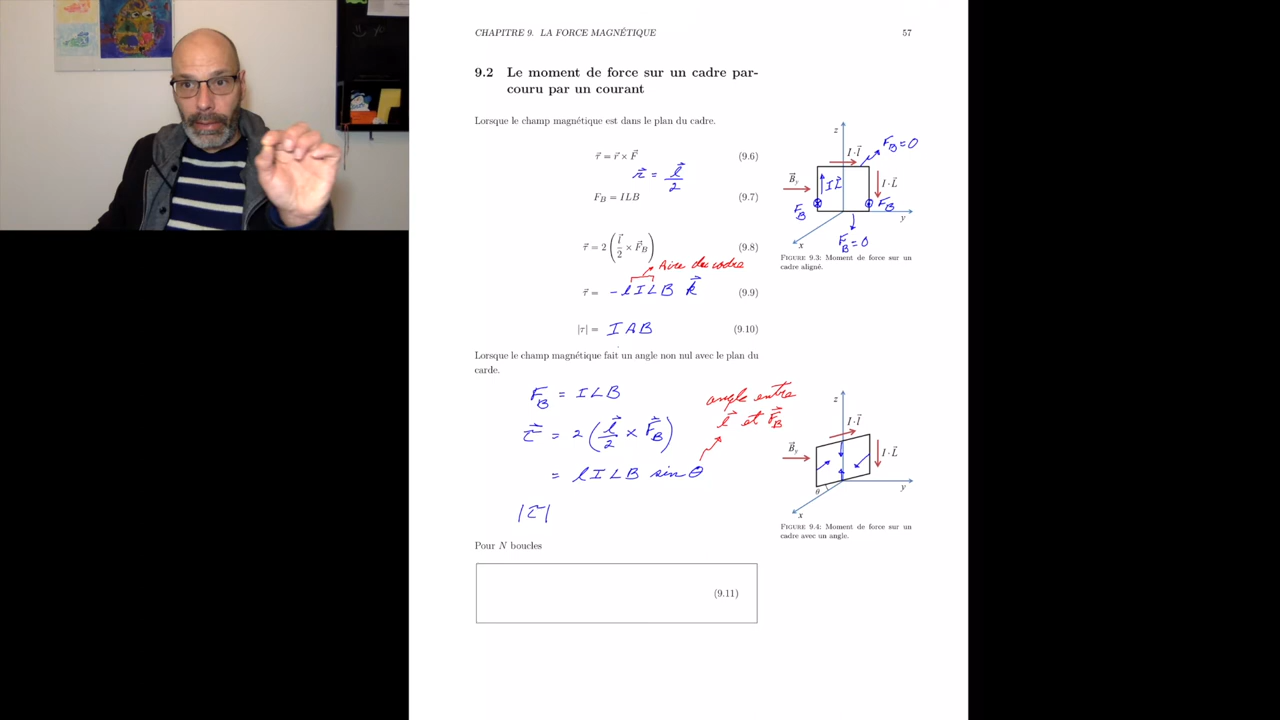 CHAPITRE 9. LA FORCE MAGNÉTIQUE 57
9.2 Le moment de force sur un cadre par-
couru par un courant
Lorsque le champ magnétique est dans le plan du cadre.
τ⃗ = r⃗ × F⃗ (9.6)
r⃗ = l⃗/2
F_B = ILB (9.7)
τ⃗ = 2 (l⃗/2 × F⃗_B) (9.8)
Aire du cadre
τ⃗ = - l I L B k⃗ (9.9)
|τ| = I A B (9.10)
Lorsque le champ magnétique fait un angle non nul avec le plan du
carde.
F_B = I L B
τ⃗ = 2 (l⃗/2 × F⃗_B)
= l I L B sin θ
angle entre
l⃗ et F⃗_B
|τ|
Pour N boucles
(9.11)
z
I · l⃗
F_B = 0
B⃗_y
I L⃗
I · L⃗
F_B
F_B
y
x
F_B = 0
FIGURE 9.3: Moment de force sur un
cadre aligné.
z
I · l⃗
B⃗_y
I · L⃗
θ
y
x
FIGURE 9.4: Moment de force sur un
cadre avec un angle.